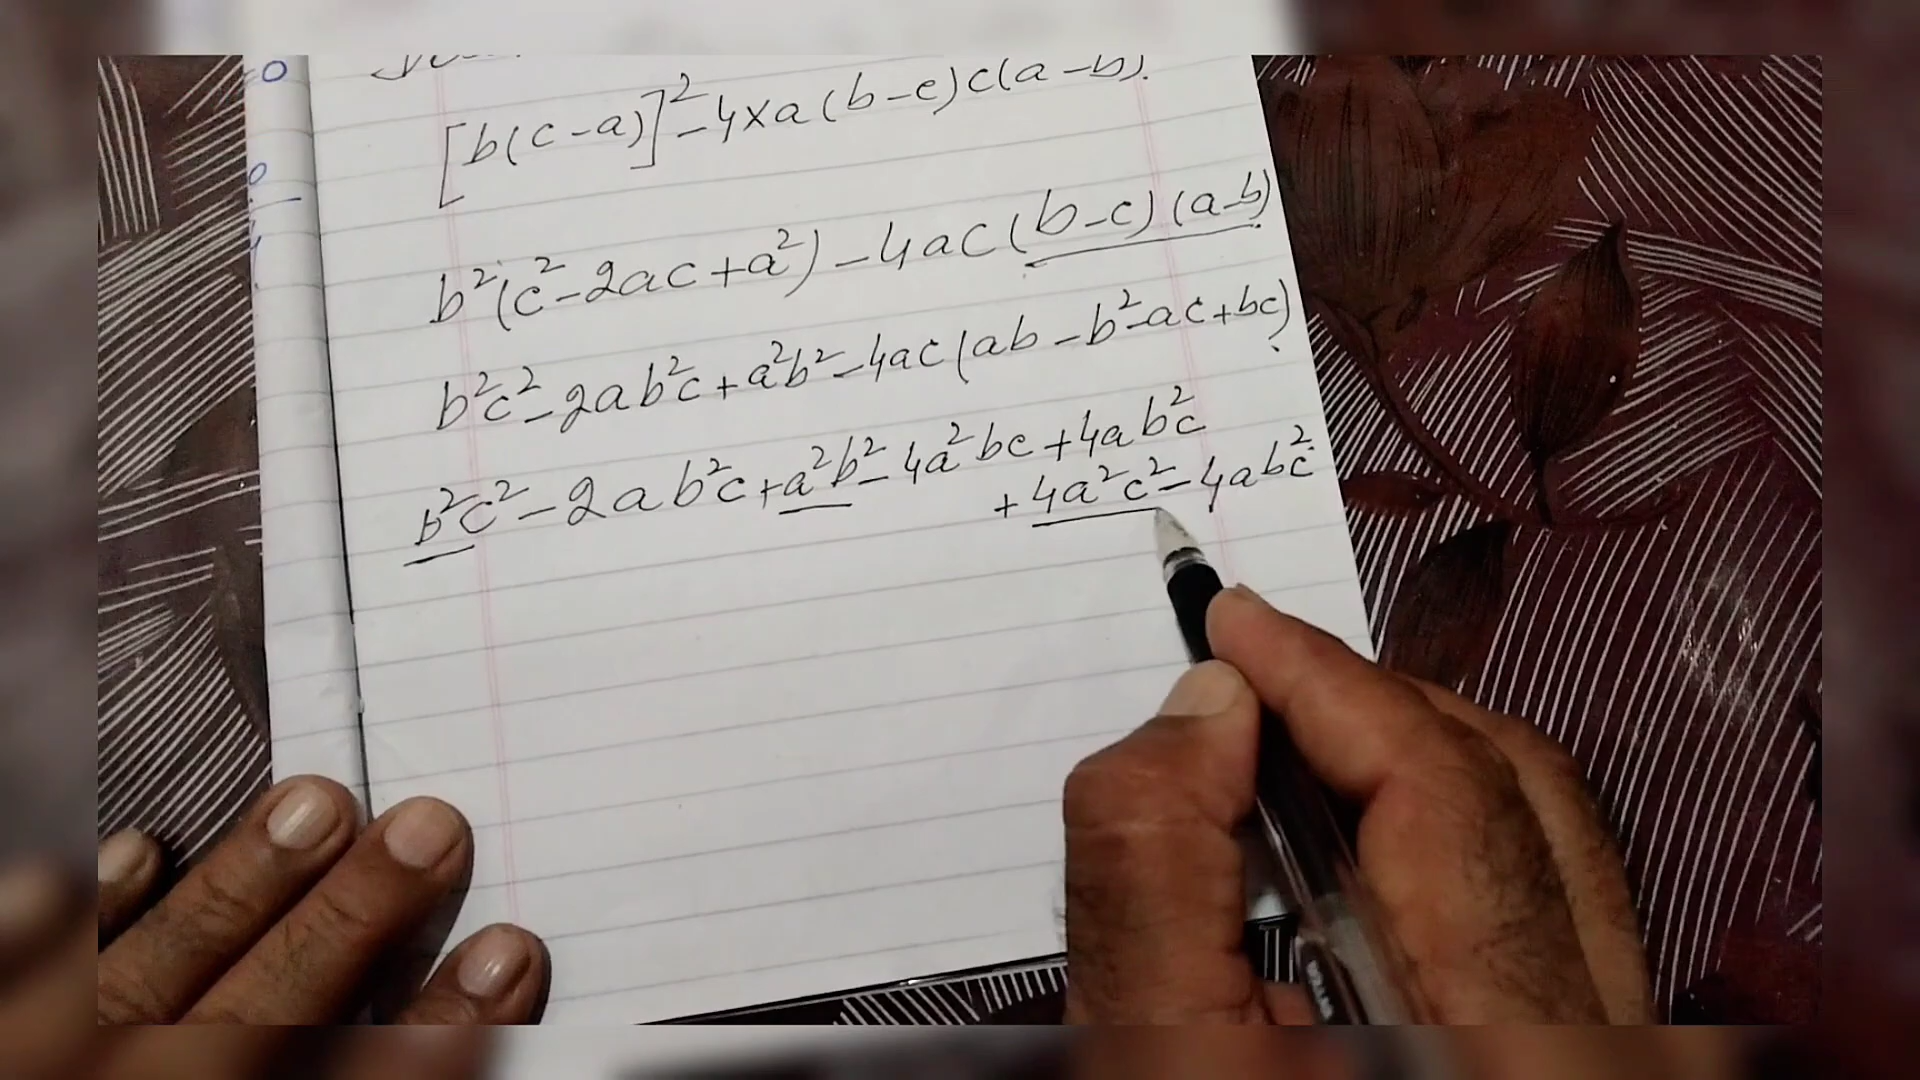 [b(c-a)]²-4×a(b-c)c(a-b).
b²(c²-2ac+a²)-4ac(b-c)(a-b)
b²c²-2ab²c+a²b²-4ac(ab-b²-ac+bc)
b²c²-2ab²c+a²b²-4a²bc+4ab²c
+4a²c²-4abc²